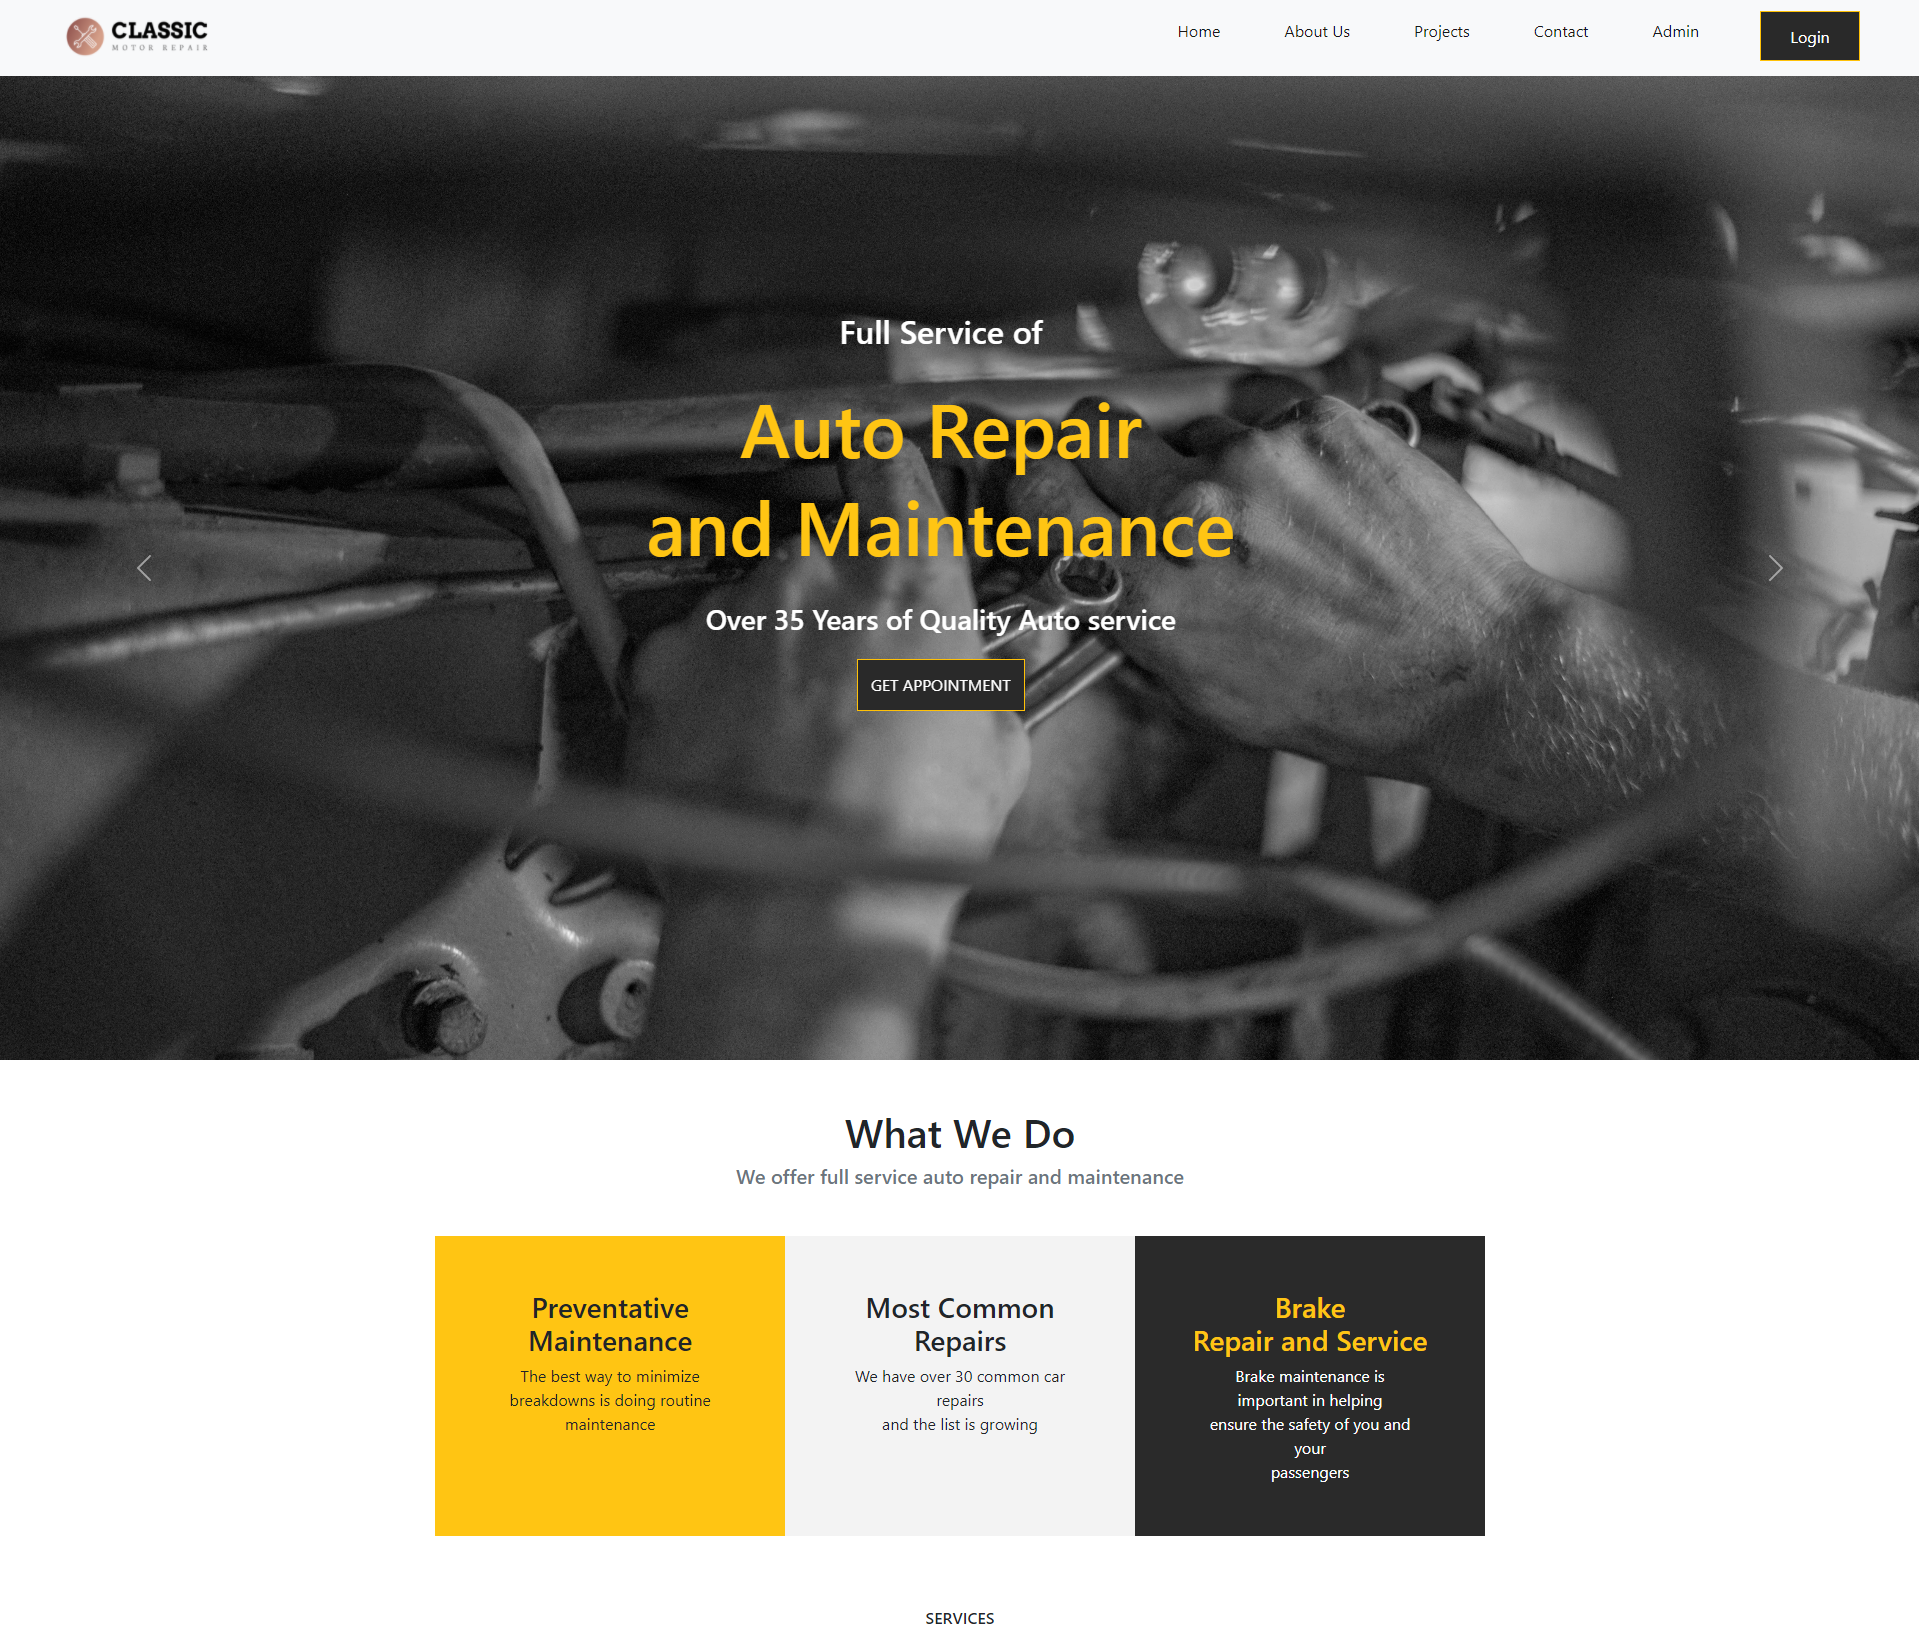 CLASSIC
MOTOR REPAIR
Home
About Us
Projects
Contact
Admin
Login
Full Service of
Auto Repair
and Maintenance
Over 35 Years of Quality Auto service
GET APPOINTMENT
What We Do
We offer full service auto repair and maintenance
Preventative
Maintenance
The best way to minimize
breakdowns is doing routine
maintenance
Most Common
Repairs
We have over 30 common car
repairs
and the list is growing
Brake
Repair and Service
Brake maintenance is
important in helping
ensure the safety of you and
your
passengers
SERVICES